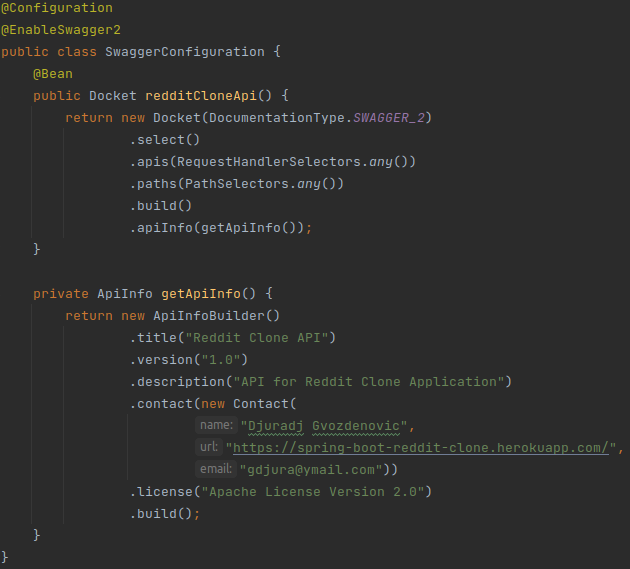 @Configuration
@EnableSwagger2
public class SwaggerConfiguration {
    @Bean
    public Docket redditCloneApi() {
        return new Docket(DocumentationType.SWAGGER_2)
                .select()
                .apis(RequestHandlerSelectors.any())
                .paths(PathSelectors.any())
                .build()
                .apiInfo(getApiInfo());
    }

    private ApiInfo getApiInfo() {
        return new ApiInfoBuilder()
                .title("Reddit Clone API")
                .version("1.0")
                .description("API for Reddit Clone Application")
                .contact(new Contact(
                        name: "Djuradj Gvozdenovic",
                        url: "https://spring-boot-reddit-clone.herokuapp.com/",
                        email: "gdjura@ymail.com"))
                .license("Apache License Version 2.0")
                .build();
    }
}